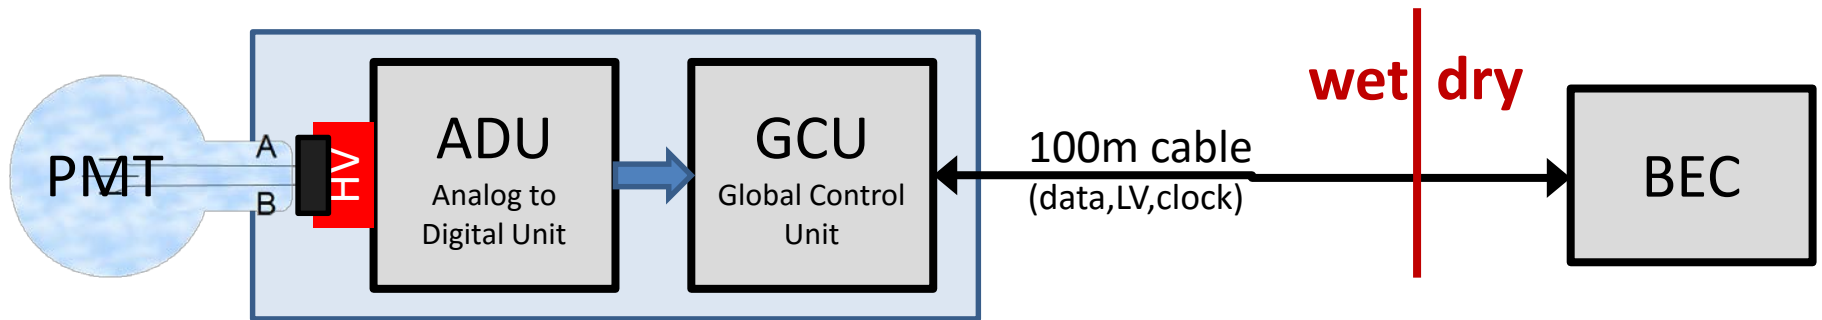 PMT
A
B
HV
ADU
Analog to
Digital Unit
GCU
Global Control
Unit
100m cable
(data,LV,clock)
wet dry
BEC